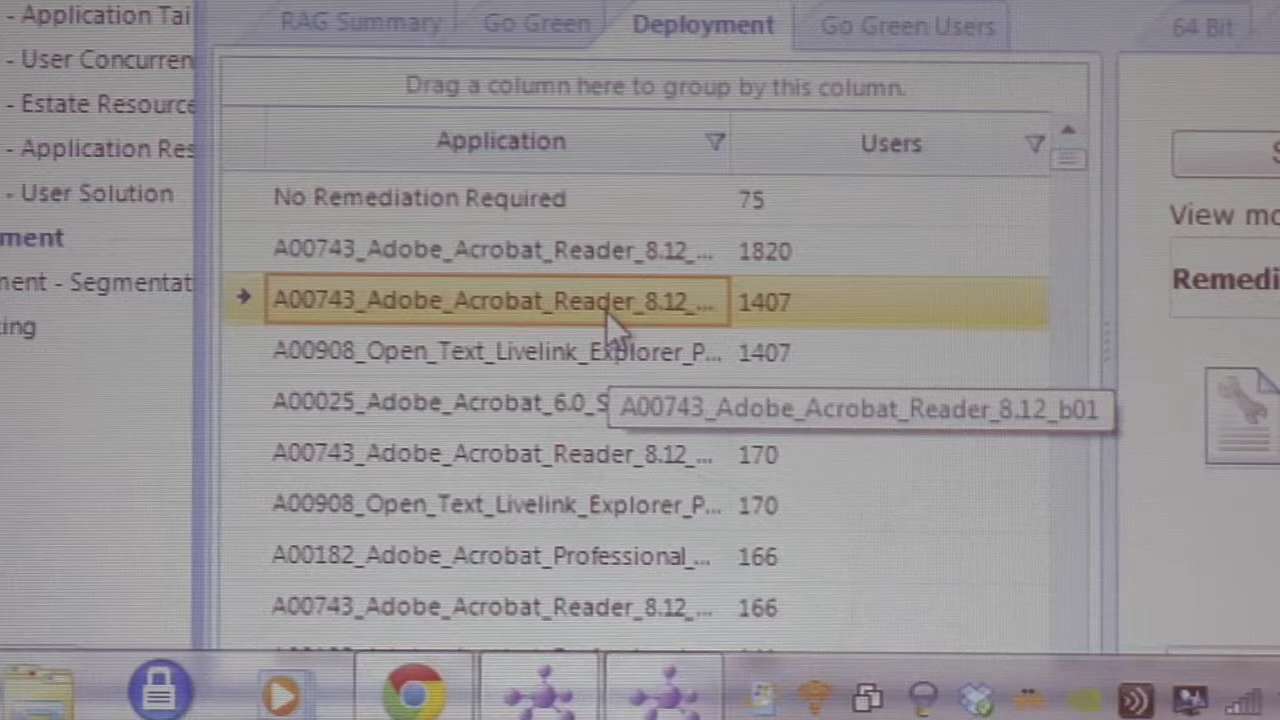 - Application Tai
- User Concurren
- Estate Resource
- Application Res
- User Solution
ment
ment - Segmentat
ing
RAG Summary
Go Green
Deployment
Go Green Users
64 Bit
Drag a column here to group by this column.
Application
Users
No Remediation Required 75
A00743_Adobe_Acrobat_Reader_8.12_... 1820
A00743_Adobe_Acrobat_Reader_8.12_... 1407
A00908_Open_Text_Livelink_Explorer_P... 1407
A00025_Adobe_Acrobat_6.0_S
A00743_Adobe_Acrobat_Reader_8.12_b01
A00743_Adobe_Acrobat_Reader_8.12_... 170
A00908_Open_Text_Livelink_Explorer_P... 170
A00182_Adobe_Acrobat_Professional_... 166
A00743_Adobe_Acrobat_Reader_8.12_... 166
S
View mo
Remedi